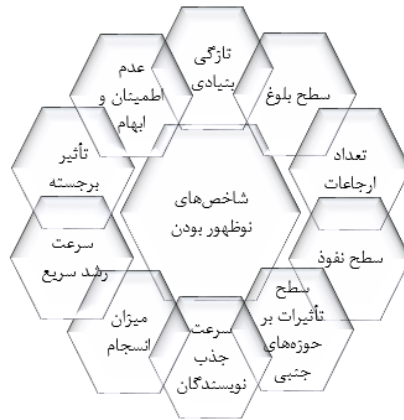 شاخص‌های
نوظهور بودن
تازگی
بنیادی
سطح بلوغ
تعداد
ارجاعات
سطح نفوذ
سطح
تأثیرات بر
حوزه‌های
جنبی
سرعت
جذب
نویسندگان
میزان
انسجام
سرعت
رشد سریع
تأثیر
برجسته
عدم
اطمینان و
ابهام